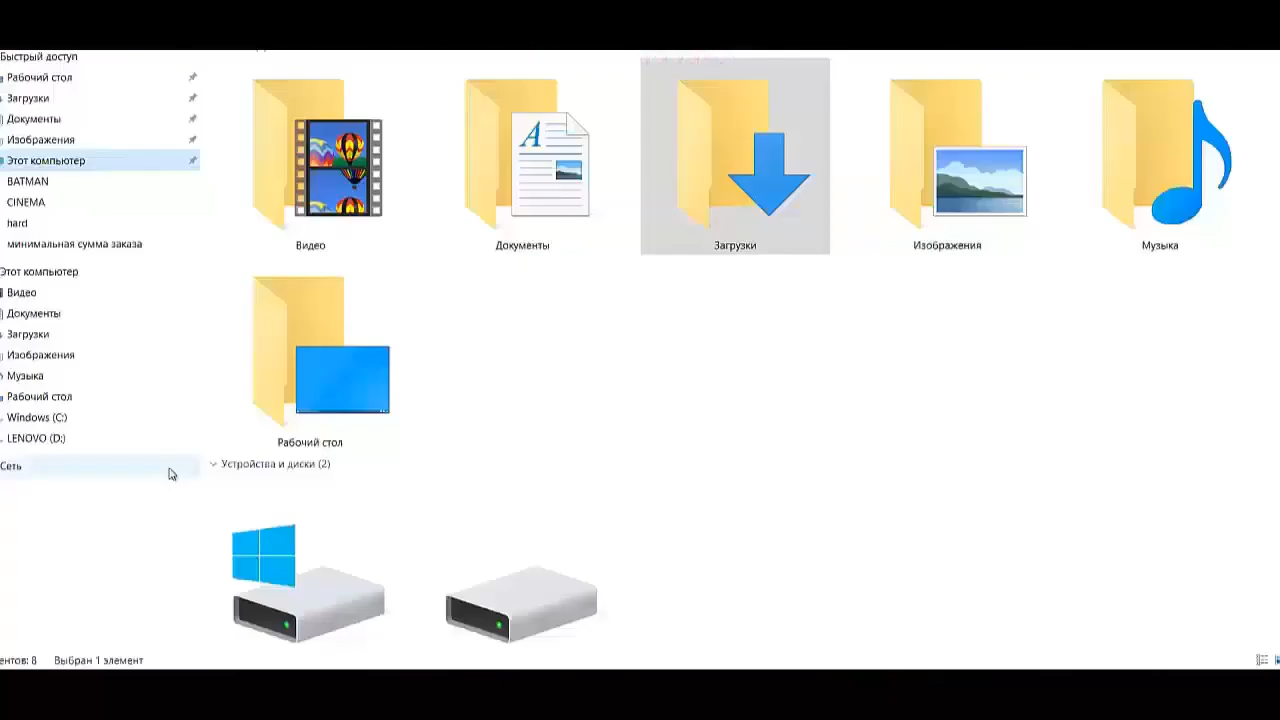 Быстрый доступ
Рабочий стол
Загрузки
Документы
Изображения
Этот компьютер
BATMAN
CINEMA
hard
минимальная сумма заказа
Этот компьютер
Видео
Документы
Загрузки
Изображения
Музыка
Рабочий стол
Windows (C:)
LENOVO (D:)
Сеть
Видео
Документы
Загрузки
Изображения
Музыка
Рабочий стол
Устройства и диски (2)
ентов: 8 Выбран 1 элемент